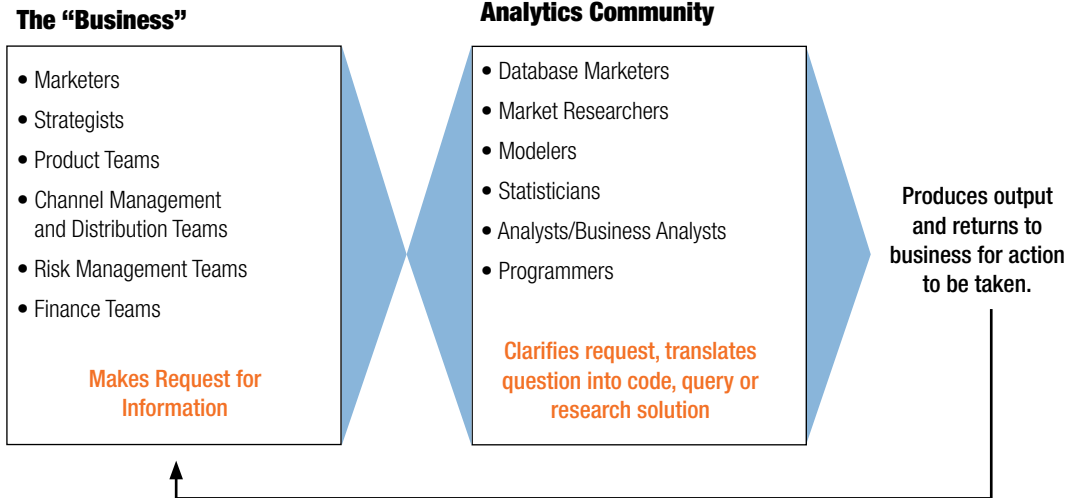 The “Business”
• Marketers
• Strategists
• Product Teams
• Channel Management
and Distribution Teams
• Risk Management Teams
• Finance Teams
Makes Request for
Information
Analytics Community
• Database Marketers
• Market Researchers
• Modelers
• Statisticians
• Analysts/Business Analysts
• Programmers
Clarifies request, translates
question into code, query or
research solution
Produces output
and returns to
business for action
to be taken.